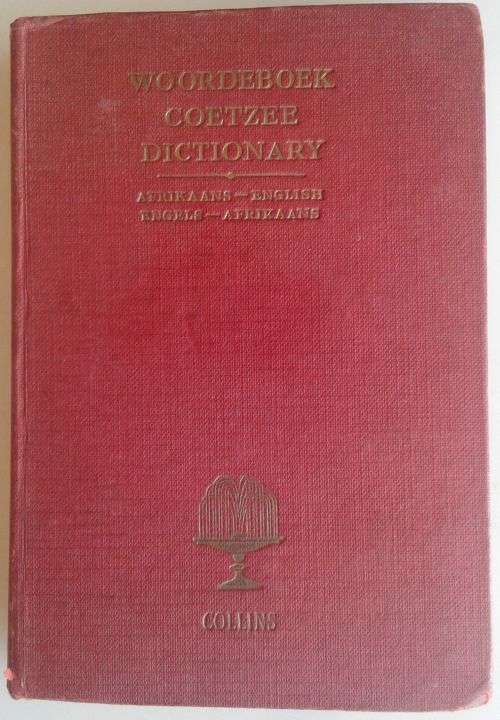 WOORDEBOEK
COETZEE
DICTIONARY
AFRIKAANS—ENGLISH
ENGELS—AFRIKAANS
COLLINS